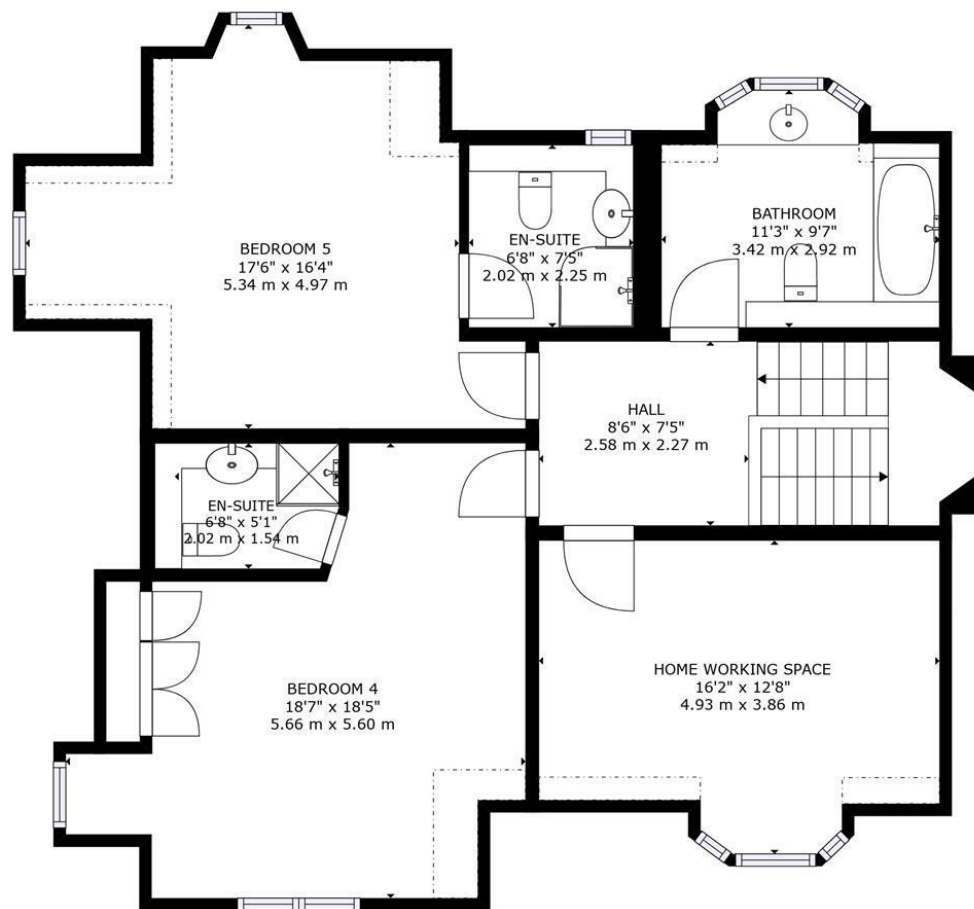 BEDROOM 5
17'6" x 16'4"
5.34 m x 4.97 m
EN-SUITE
6'8" x 7'5"
2.02 m x 2.25 m
BATHROOM
11'3" x 9'7"
3.42 m x 2.92 m
HALL
8'6" x 7'5"
2.58 m x 2.27 m
EN-SUITE
6'8" x 5'1"
2.02 m x 1.54 m
BEDROOM 4
18'7" x 18'5"
5.66 m x 5.60 m
HOME WORKING SPACE
16'2" x 12'8"
4.93 m x 3.86 m